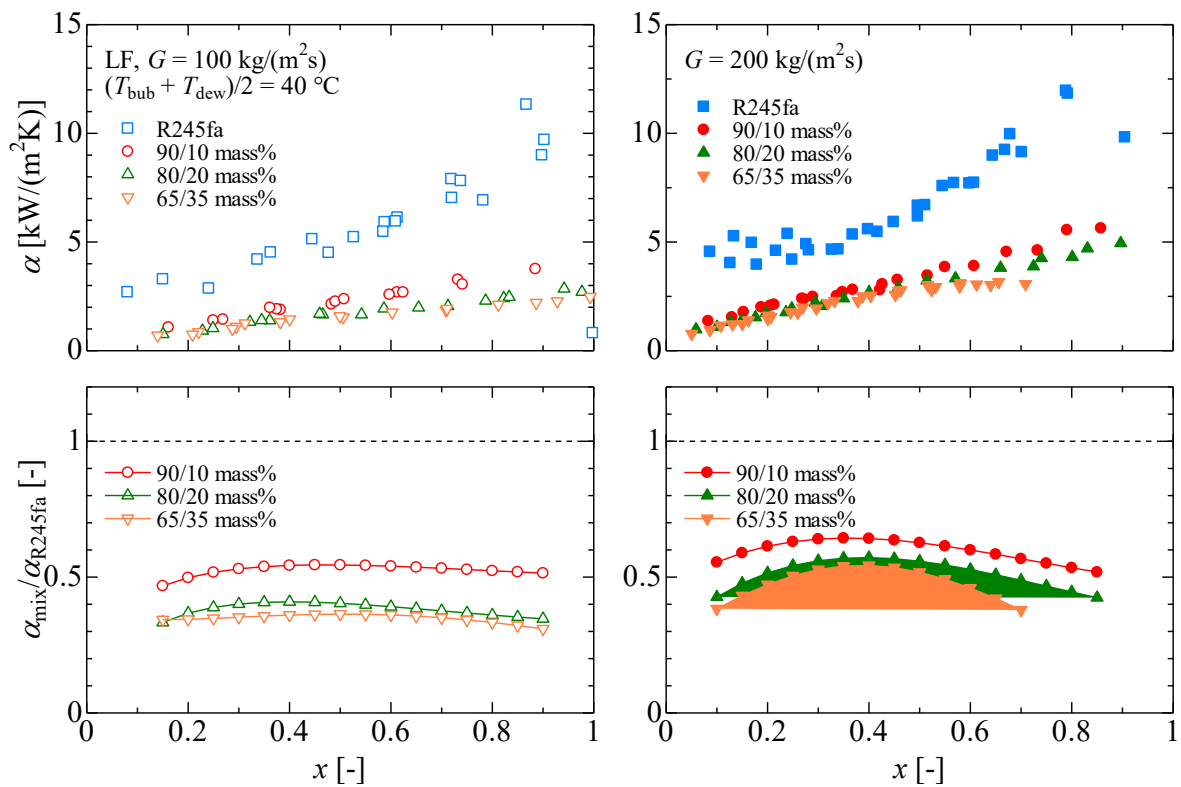 15
10
5
0
α [kW/(m²K)]
LF, G = 100 kg/(m²s)
(T_bub + T_dew)/2 = 40 °C
R245fa
90/10 mass%
80/20 mass%
65/35 mass%
15
10
5
0
G = 200 kg/(m²s)
R245fa
90/10 mass%
80/20 mass%
65/35 mass%
1
0.5
0
α_mix/α_R245fa [-]
90/10 mass%
80/20 mass%
65/35 mass%
0 0.2 0.4 0.6 0.8 1
x [-]
1
0.5
0
90/10 mass%
80/20 mass%
65/35 mass%
0 0.2 0.4 0.6 0.8 1
x [-]